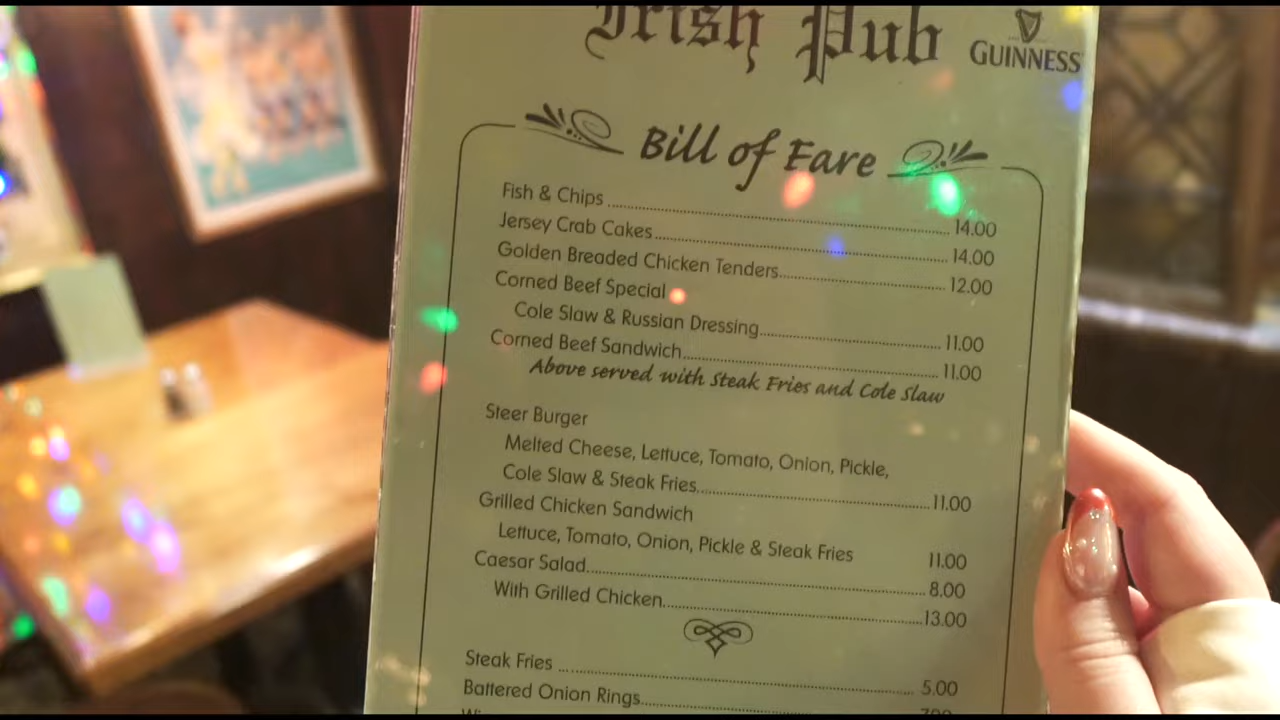 Irish Pub
GUINNESS
Bill of Fare
Fish & Chips ........ 14.00
Jersey Crab Cakes ........ 14.00
Golden Breaded Chicken Tenders ........ 12.00
Corned Beef Special
Cole Slaw & Russian Dressing ........ 11.00
Corned Beef Sandwich ........ 11.00
Above served with Steak Fries and Cole Slaw
Steer Burger
Melted Cheese, Lettuce, Tomato, Onion, Pickle,
Cole Slaw & Steak Fries ........ 11.00
Grilled Chicken Sandwich
Lettuce, Tomato, Onion, Pickle & Steak Fries 11.00
Caesar Salad ........ 8.00
With Grilled Chicken ........ 13.00
Steak Fries ........ 5.00
Battered Onion Rings ........ 7.00